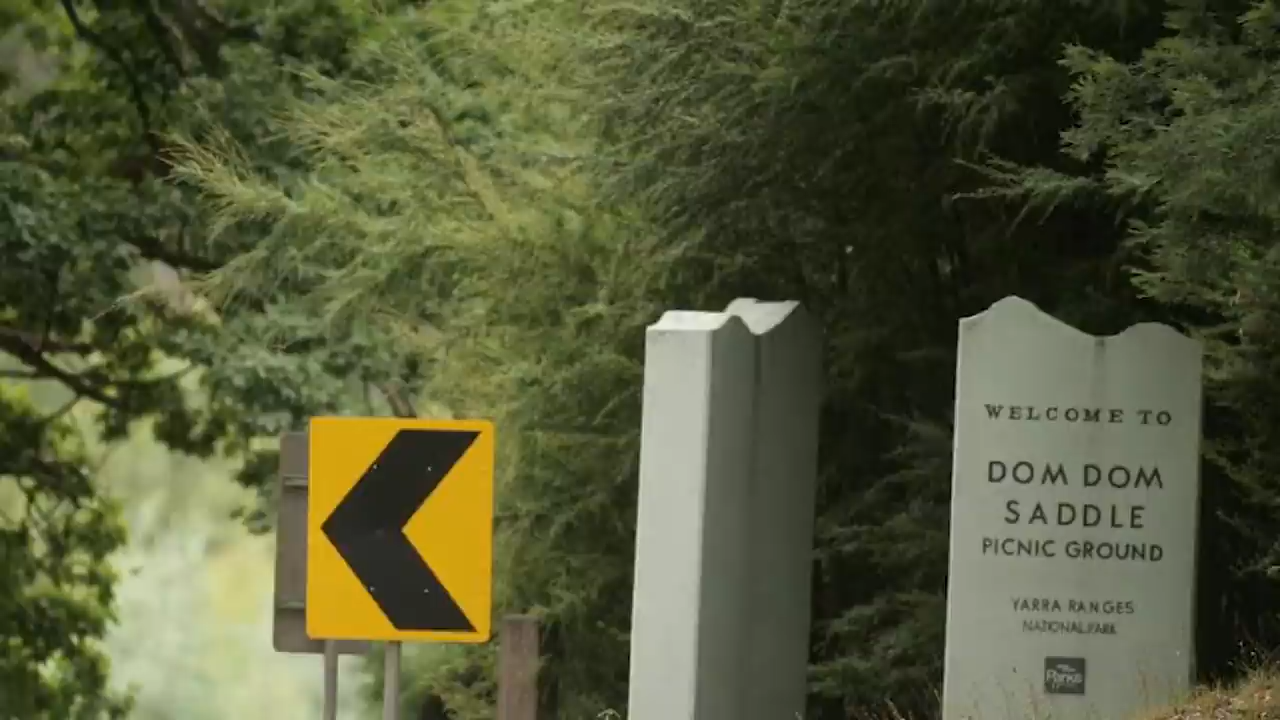 WELCOME TO
DOM DOM
SADDLE
PICNIC GROUND
YARRA RANGES
NATIONAL PARK
Parks